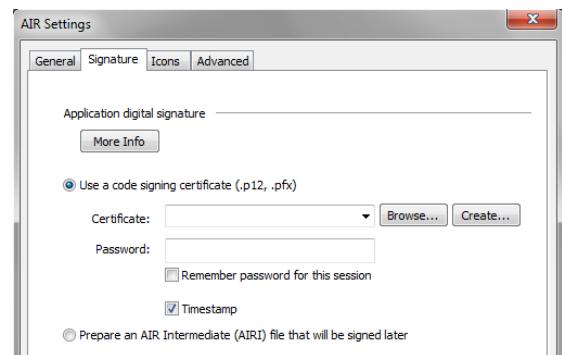 AIR Settings
General Signature Icons Advanced
Application digital signature
More Info
Use a code signing certificate (.p12, .pfx)
Certificate: Browse... Create...
Password:
Remember password for this session
Timestamp
Prepare an AIR Intermediate (AIRI) file that will be signed later